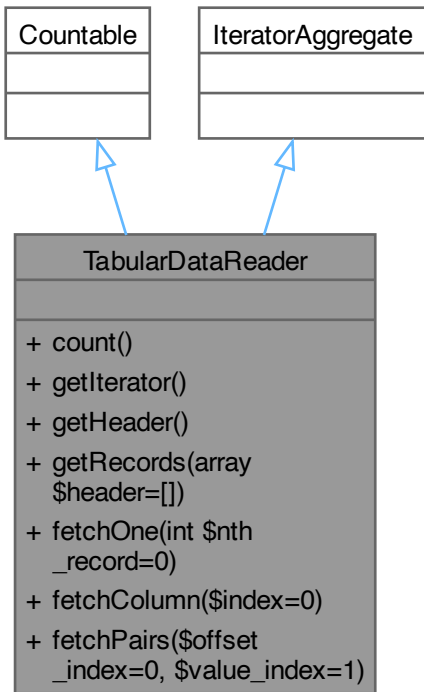 Countable
IteratorAggregate
TabularDataReader
+ count()
+ getIterator()
+ getHeader()
+ getRecords(array
$header=[])
+ fetchOne(int $nth
_record=0)
+ fetchColumn($index=0)
+ fetchPairs($offset
_index=0, $value_index=1)